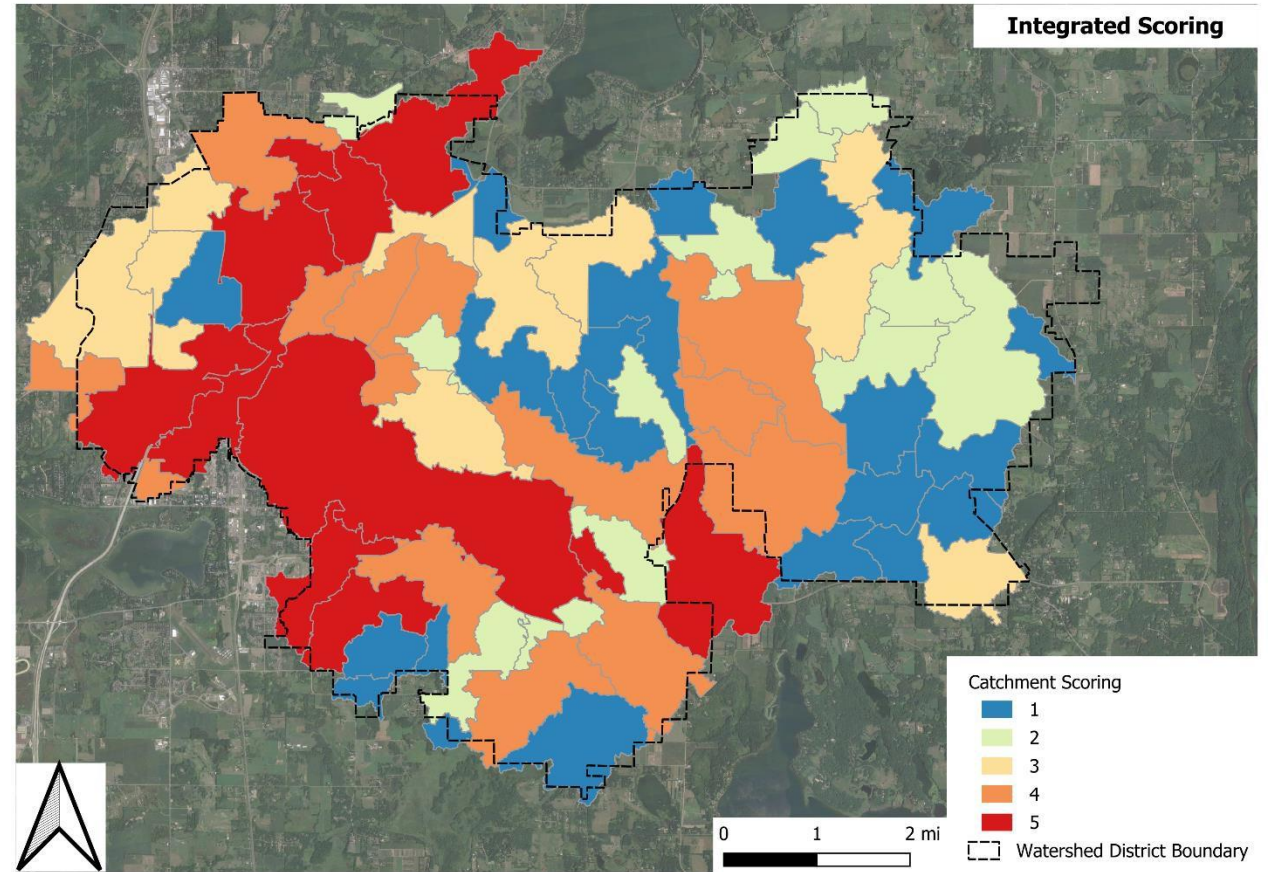 Integrated Scoring
Catchment Scoring
1
2
3
4
5
Watershed District Boundary
0 1 2 mi